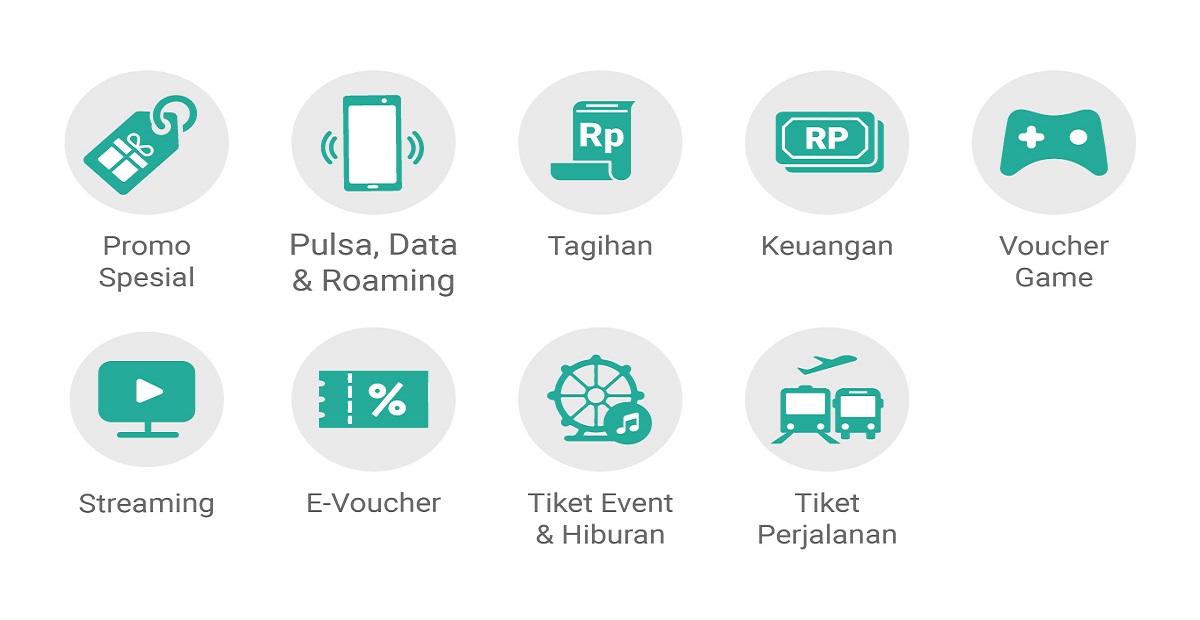 Rp
RP
Promo
Spesial
Pulsa, Data
& Roaming
Tagihan
Keuangan
Voucher
Game
%
Streaming
E-Voucher
Tiket Event
& Hiburan
Tiket
Perjalanan